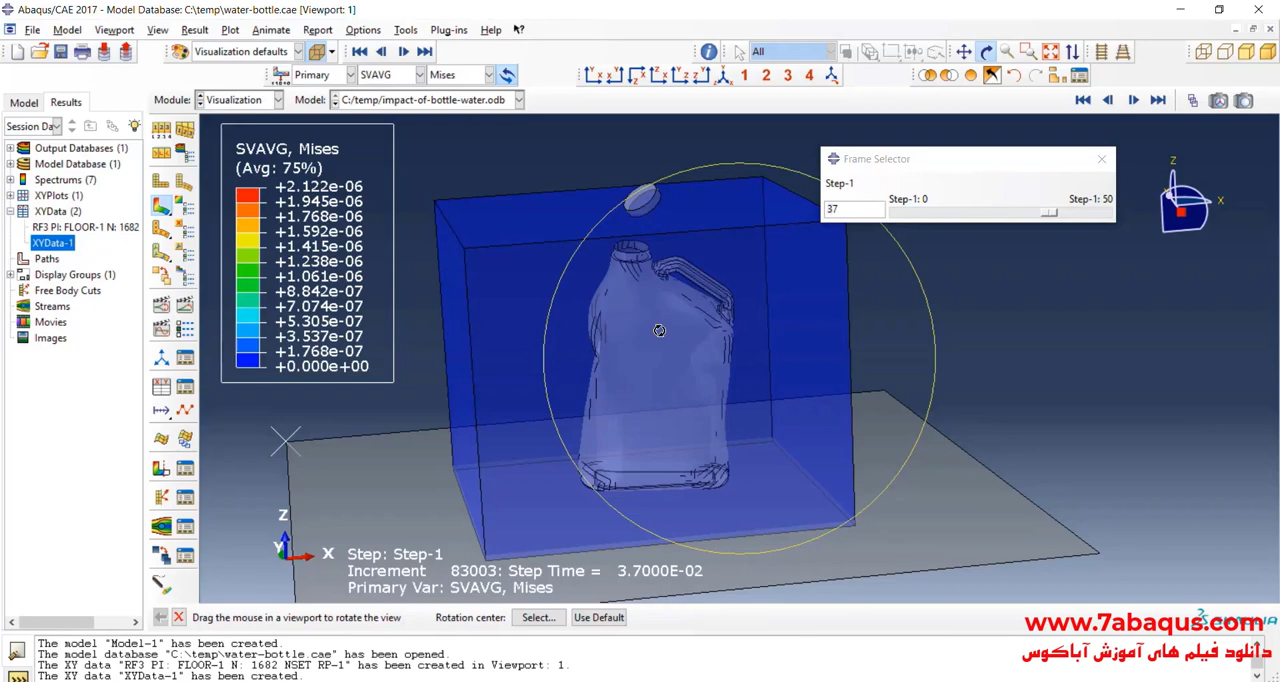 Abaqus/CAE 2017 - Model Database: C:\temp\water-bottle.cae [Viewport: 1]
File Model Viewport View Result Plot Animate Report Options Tools Plug-ins Help
Visualization defaults All
Primary SVAVG Mises 1 2 3 4
Model Results Module: Visualization Model: C:/temp/impact-of-bottle-water.odb
Session Da
Output Databases (1)
Model Database (1)
Spectrums (7)
XYPlots (1)
XYData (2)
RF3 PI: FLOOR-1 N: 1682
XYData-1
Paths
Display Groups (1)
Free Body Cuts
Streams
Movies
Images
SVAVG, Mises
(Avg: 75%)
+2.122e-06
+1.945e-06
+1.768e-06
+1.592e-06
+1.415e-06
+1.238e-06
+1.061e-06
+8.842e-07
+7.074e-07
+5.305e-07
+3.537e-07
+1.768e-07
+0.000e+00
Frame Selector
Step-1
Step-1: 0 Step-1: 50
37
Z
X
Z
Y X
Step: Step-1
Increment 83003: Step Time = 3.7000E-02
Primary Var: SVAVG, Mises
Drag the mouse in a viewport to rotate the view Rotation center: Select... Use Default
The model "Model-1" has been created.
The model database "C:\temp\water-bottle.cae" has been opened.
The XY data "RF3 PI: FLOOR-1 N: 1682 NSET RP-1" has been created in Viewport: 1.
The XY data "XYData-1" has been created.
www.7abaqus.com
دانلود فیلم های آموزش آباکوس